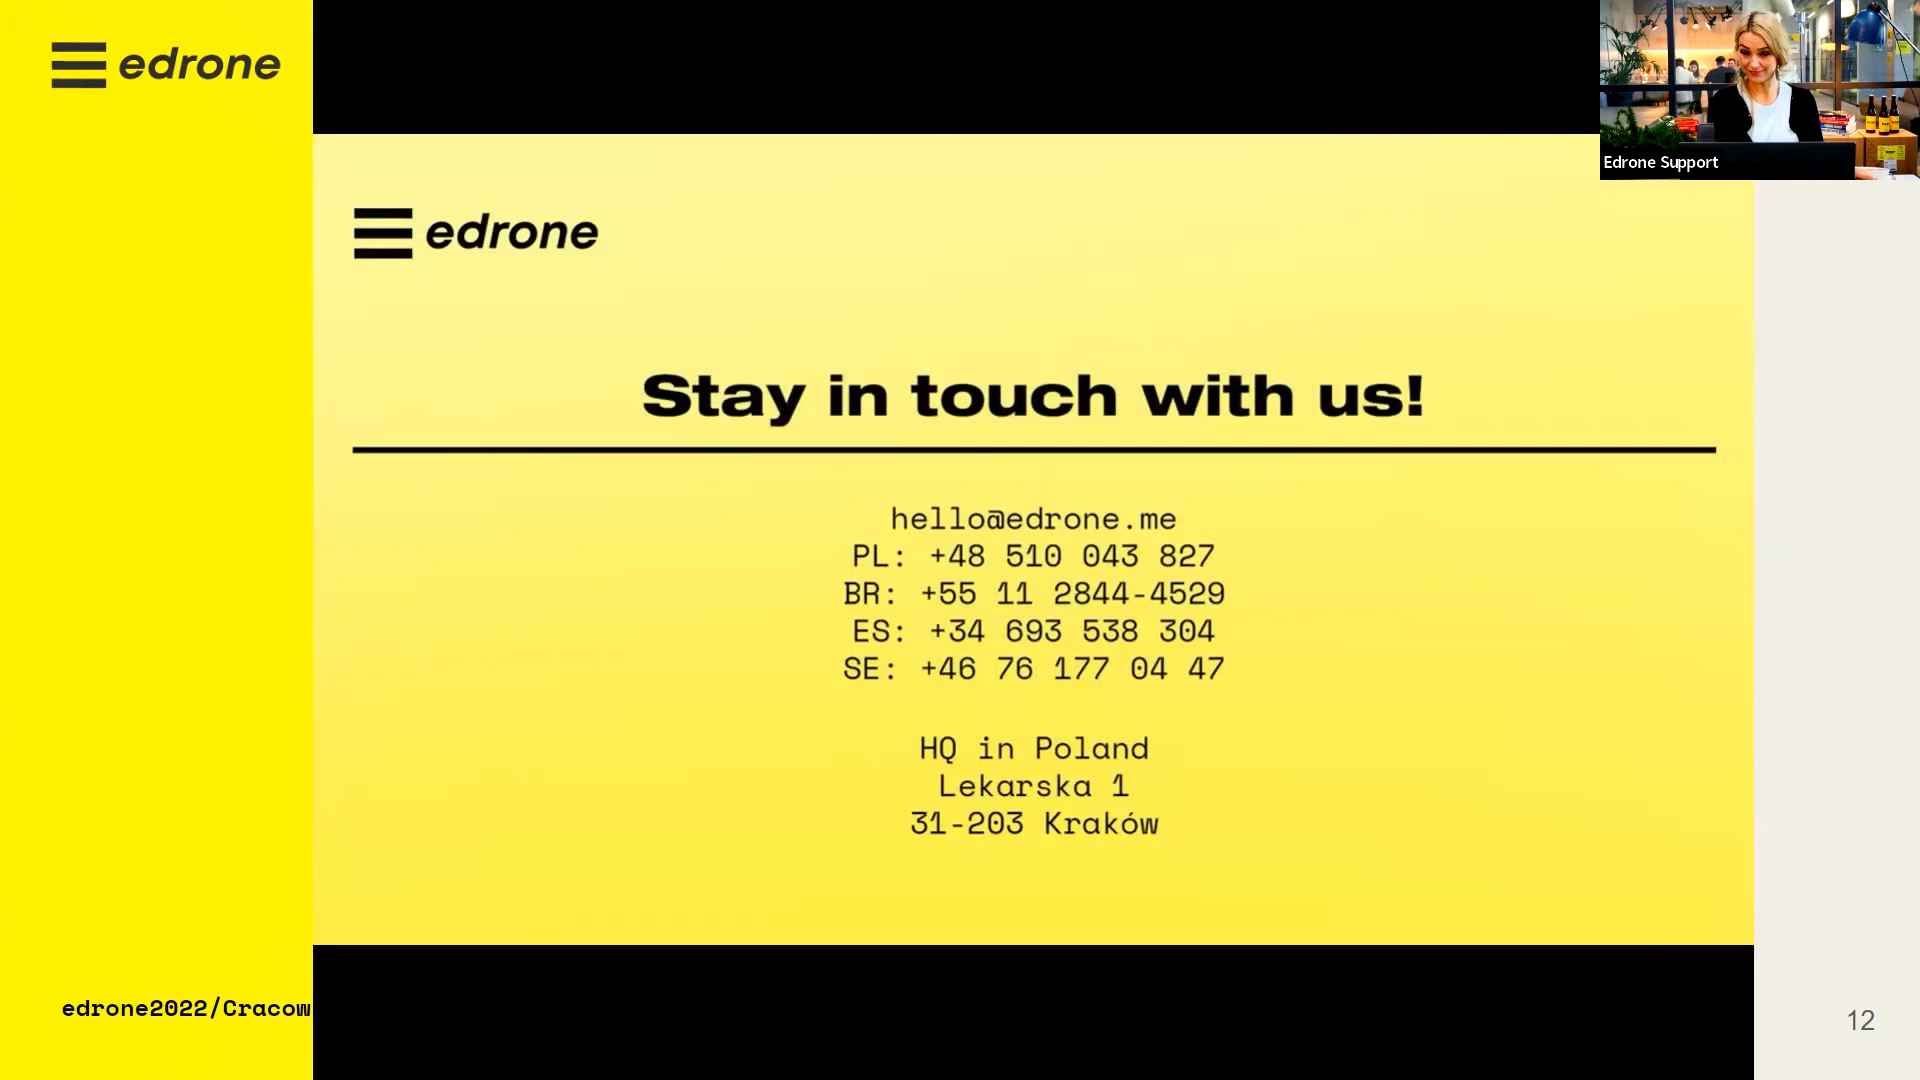 edrone
Edrone Support
edrone
Stay in touch with us!
hello@edrone.me
PL: +48 510 043 827
BR: +55 11 2844-4529
ES: +34 693 538 304
SE: +46 76 177 04 47
HQ in Poland
Lekarska 1
31-203 Kraków
edrone2022/Cracow
12